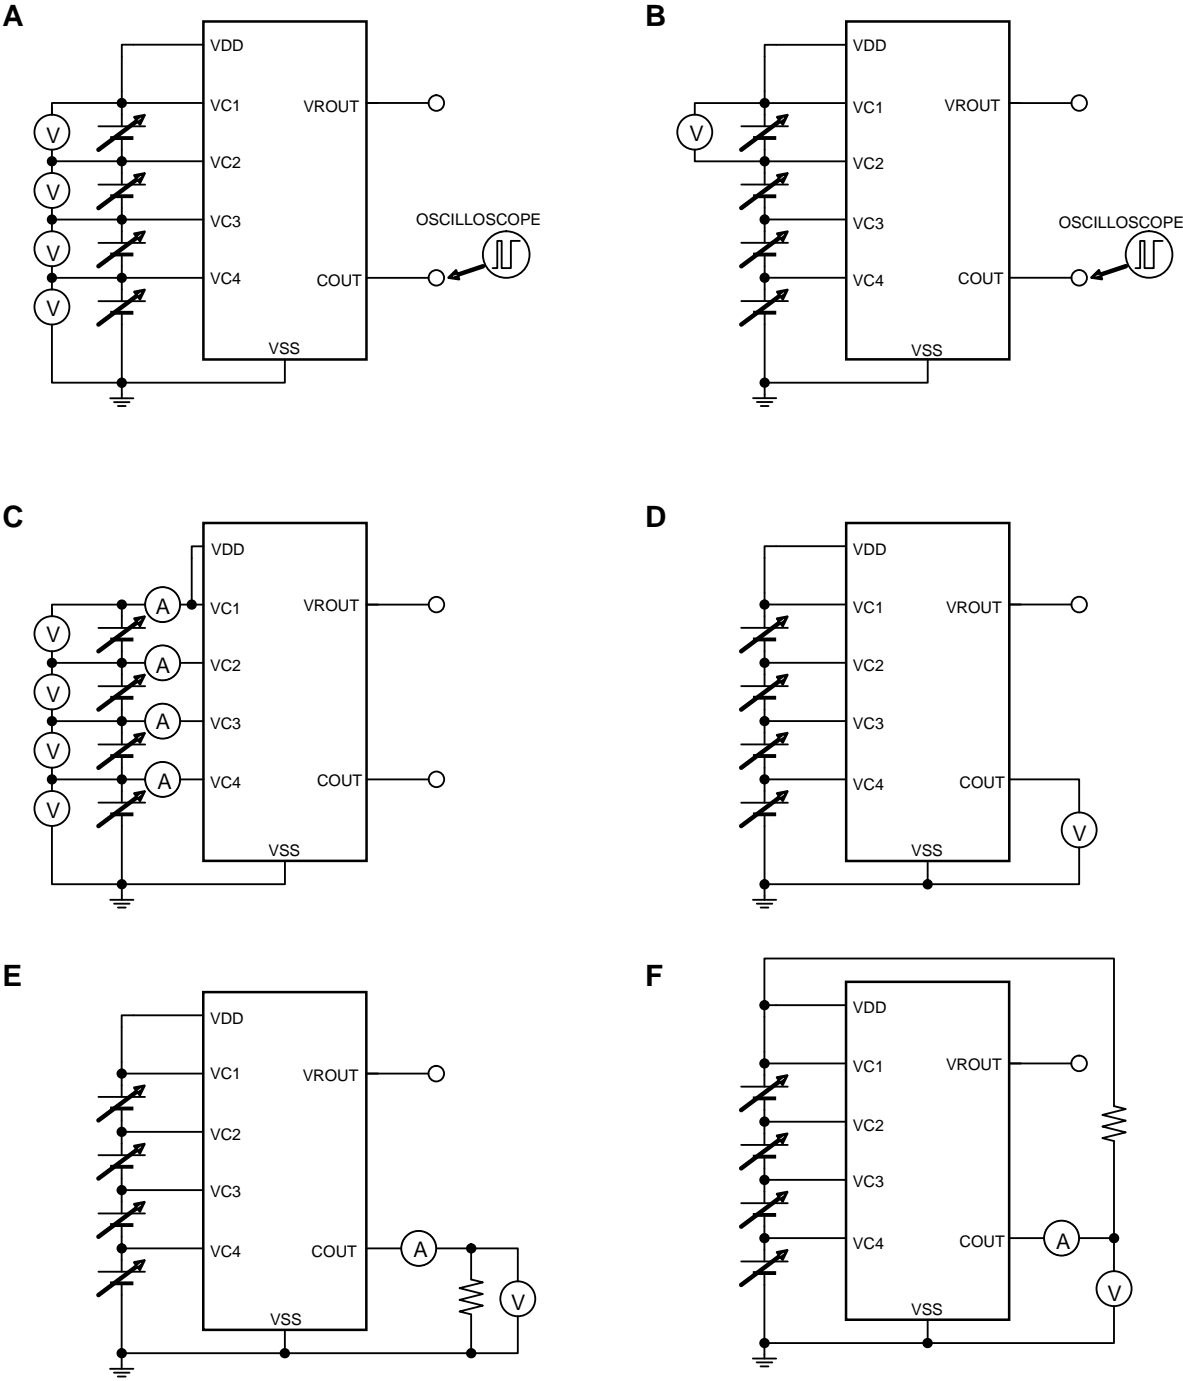 A
VDD
VC1
VROUT
V
VC2
V
VC3
OSCILLOSCOPE
V
VC4
COUT
V
VSS
B
VDD
VC1
VROUT
V
VC2
VC3
OSCILLOSCOPE
VC4
COUT
VSS
C
VDD
A
VC1
VROUT
V
A
VC2
V
A
VC3
V
A
VC4
COUT
V
VSS
D
VDD
VC1
VROUT
VC2
VC3
VC4
COUT
V
VSS
E
VDD
VC1
VROUT
VC2
VC3
VC4
COUT
A
V
VSS
F
VDD
VC1
VROUT
VC2
VC3
VC4
COUT
A
V
VSS